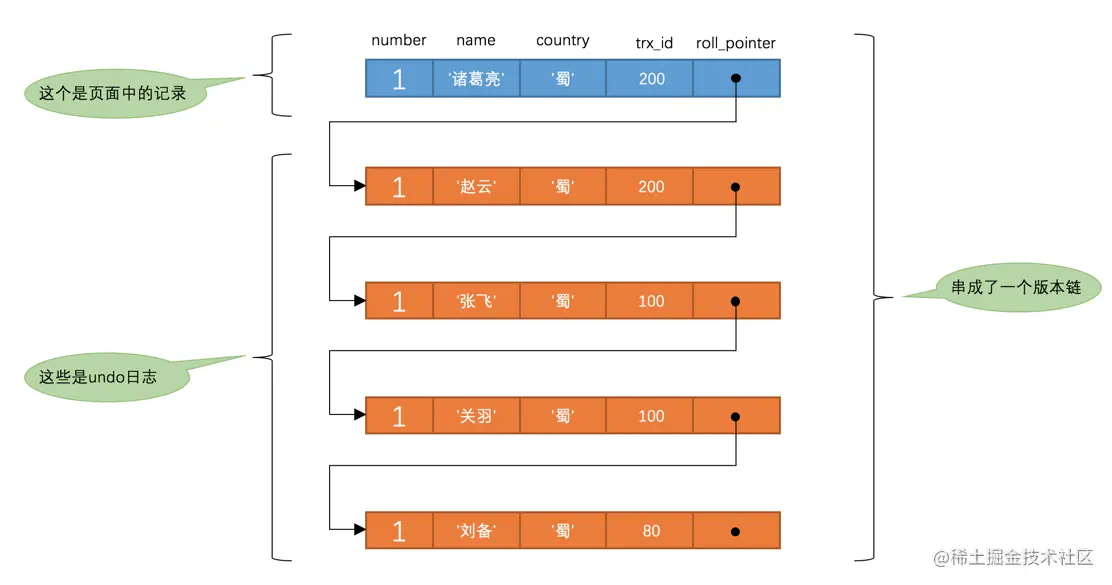 number name country trx_id roll_pointer
1 '诸葛亮' '蜀' 200
这个是页面中的记录
1 '赵云' '蜀' 200
1 '张飞' '蜀' 100
串成了一个版本链
这些是undo日志
1 '关羽' '蜀' 100
1 '刘备' '蜀' 80
@稀土掘金技术社区